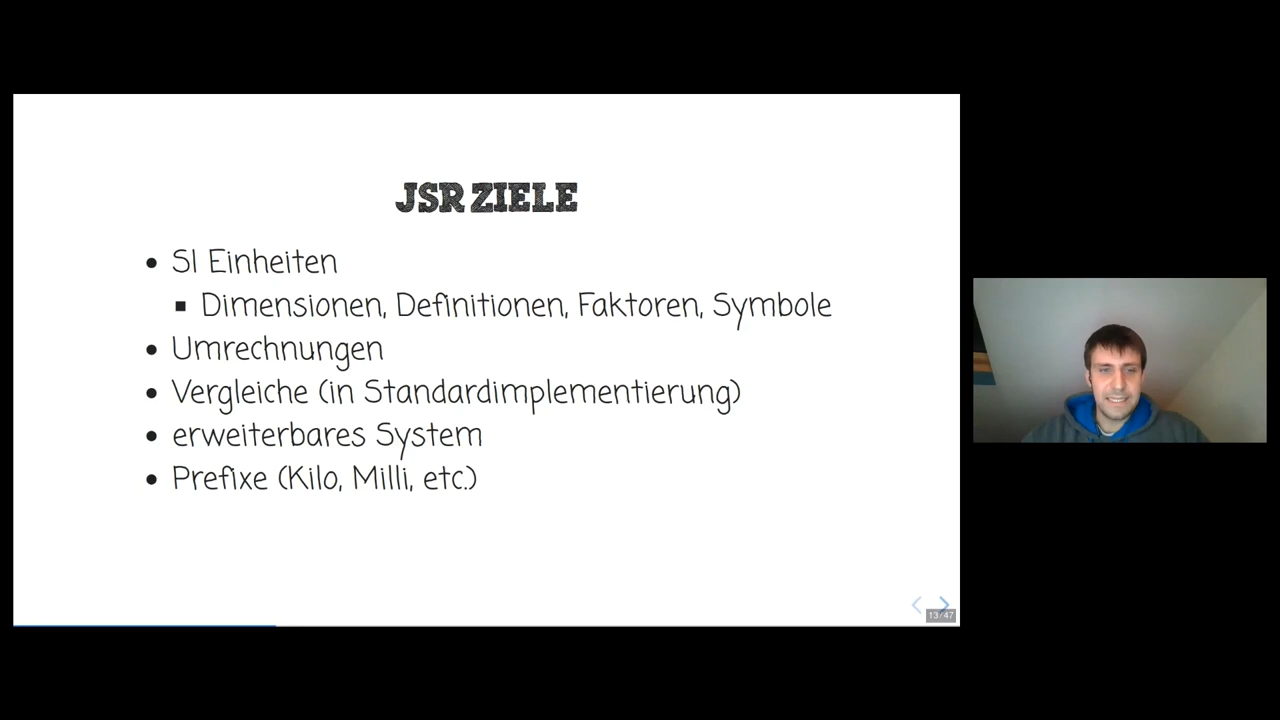 JSR ZIELE
SI Einheiten
Dimensionen, Definitionen, Faktoren, Symbole
Umrechnungen
Vergleiche (in Standardimplementierung)
erweiterbares System
Prefixe (Kilo, Milli, etc.)
13/47